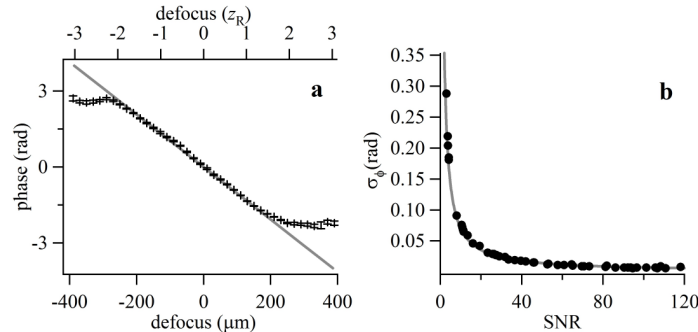 defocus (z_R)
-3 -2 -1 0 1 2 3
a
3
0
-3
phase (rad)
-400 -200 0 200 400
defocus (µm)
b
0.35
0.30
0.25
0.20
0.15
0.10
0.05
σ_ϕ(rad)
0 40 80 120
SNR